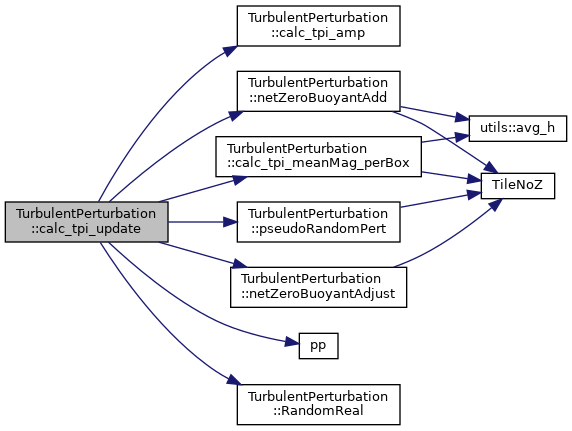 TurbulentPerturbation
::calc_tpi_amp
TurbulentPerturbation
::netZeroBuoyantAdd
utils::avg_h
TurbulentPerturbation
::calc_tpi_meanMag_perBox
TileNoZ
TurbulentPerturbation
::calc_tpi_update
TurbulentPerturbation
::pseudoRandomPert
TurbulentPerturbation
::netZeroBuoyantAdjust
pp
TurbulentPerturbation
::RandomReal